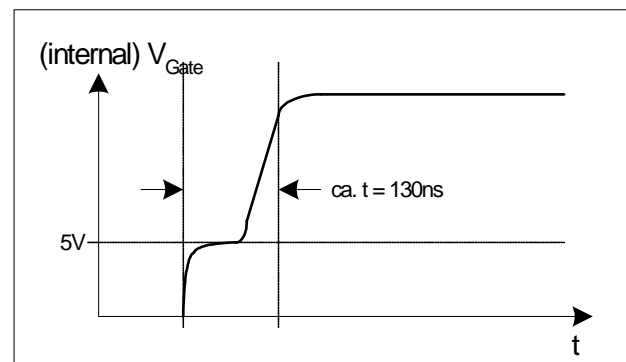 (internal) V_Gate
ca. t = 130ns
5V
t